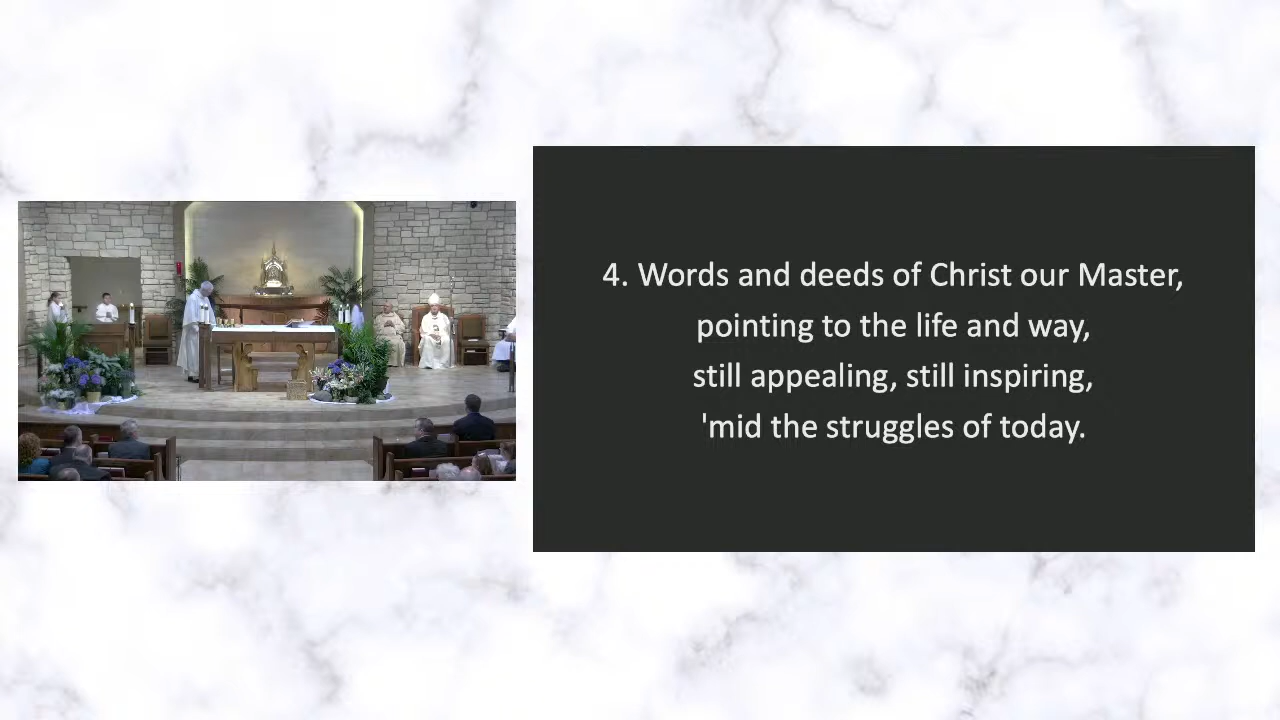 4. Words and deeds of Christ our Master,
pointing to the life and way,
still appealing, still inspiring,
'mid the struggles of today.